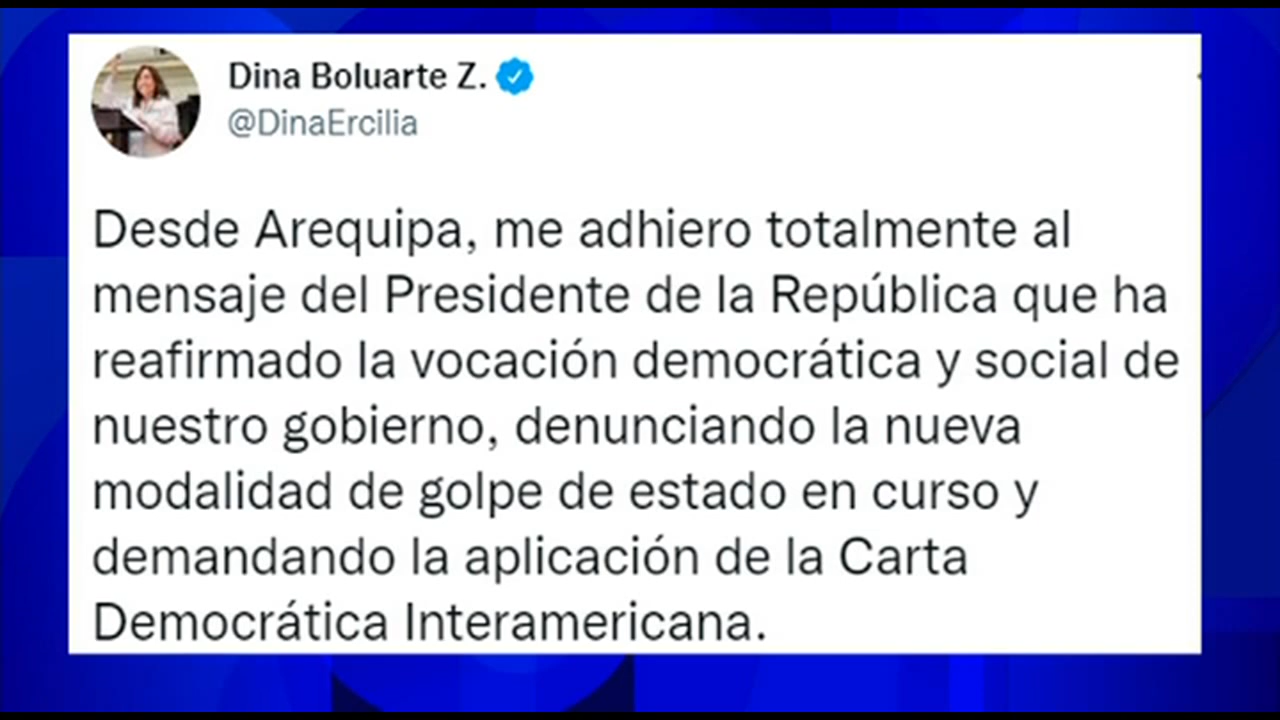 Dina Boluarte Z.
@DinaErcilia
Desde Arequipa, me adhiero totalmente al
mensaje del Presidente de la República que ha
reafirmado la vocación democrática y social de
nuestro gobierno, denunciando la nueva
modalidad de golpe de estado en curso y
demandando la aplicación de la Carta
Democrática Interamericana.